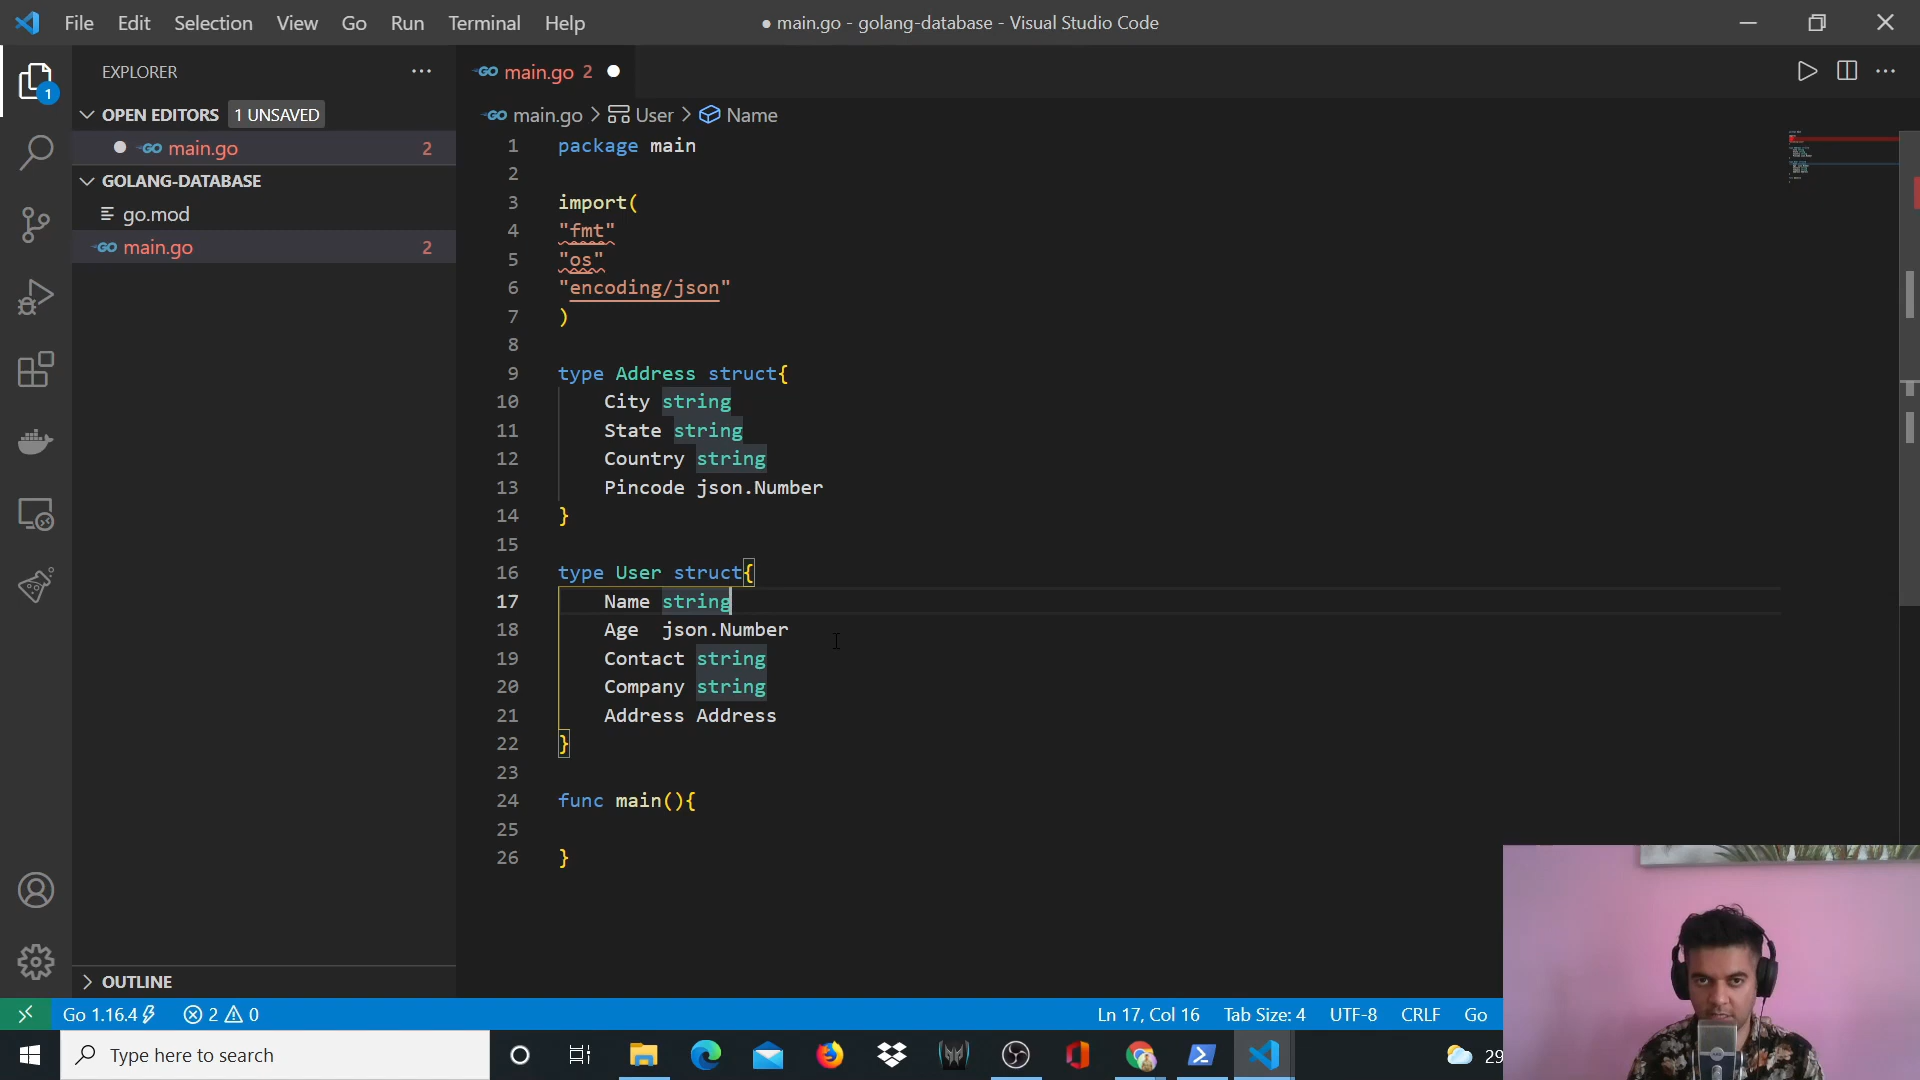 File Edit Selection View Go Run Terminal Help
● main.go - golang-database - Visual Studio Code
EXPLORER
1
OPEN EDITORS 1 UNSAVED
main.go 2
GOLANG-DATABASE
go.mod
main.go 2
OUTLINE
main.go 2
main.go > User > Name
1 package main
2
3 import(
4 "fmt"
5 "os"
6 "encoding/json"
7 )
8
9 type Address struct{
10 City string
11 State string
12 Country string
13 Pincode json.Number
14 }
15
16 type User struct{
17 Name string
18 Age json.Number
19 Contact string
20 Company string
21 Address Address
22 }
23
24 func main(){
25
26 }
Go 1.16.4 2 0 Ln 17, Col 16 Tab Size: 4 UTF-8 CRLF Go
Type here to search
29